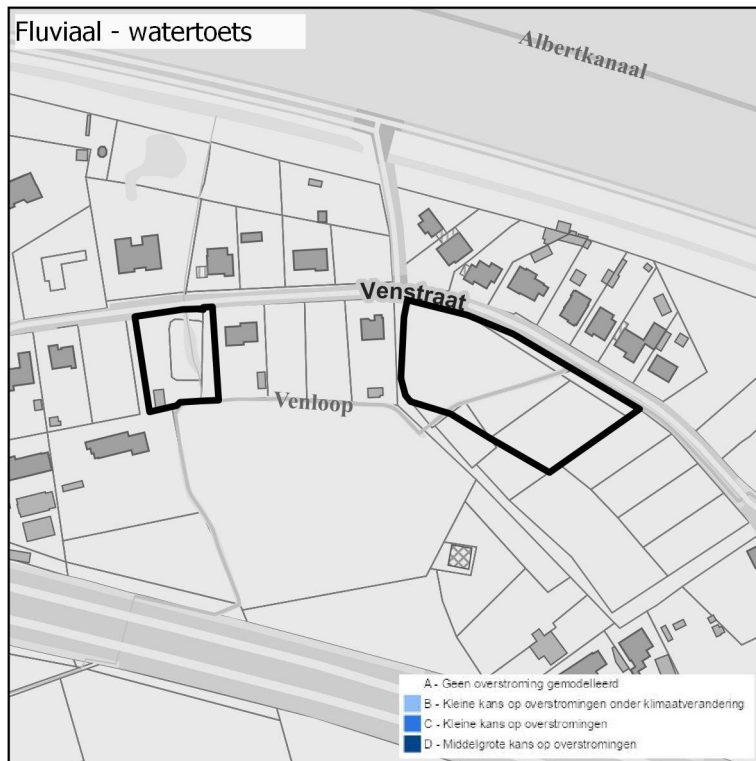 Fluviaal - watertoets
Albertkanaal
Venstraat
Venloop
A - Geen overstroming gemodelleerd
B - Kleine kans op overstromingen onder klimaatverandering
C - Kleine kans op overstromingen
D - Middelgrote kans op overstromingen